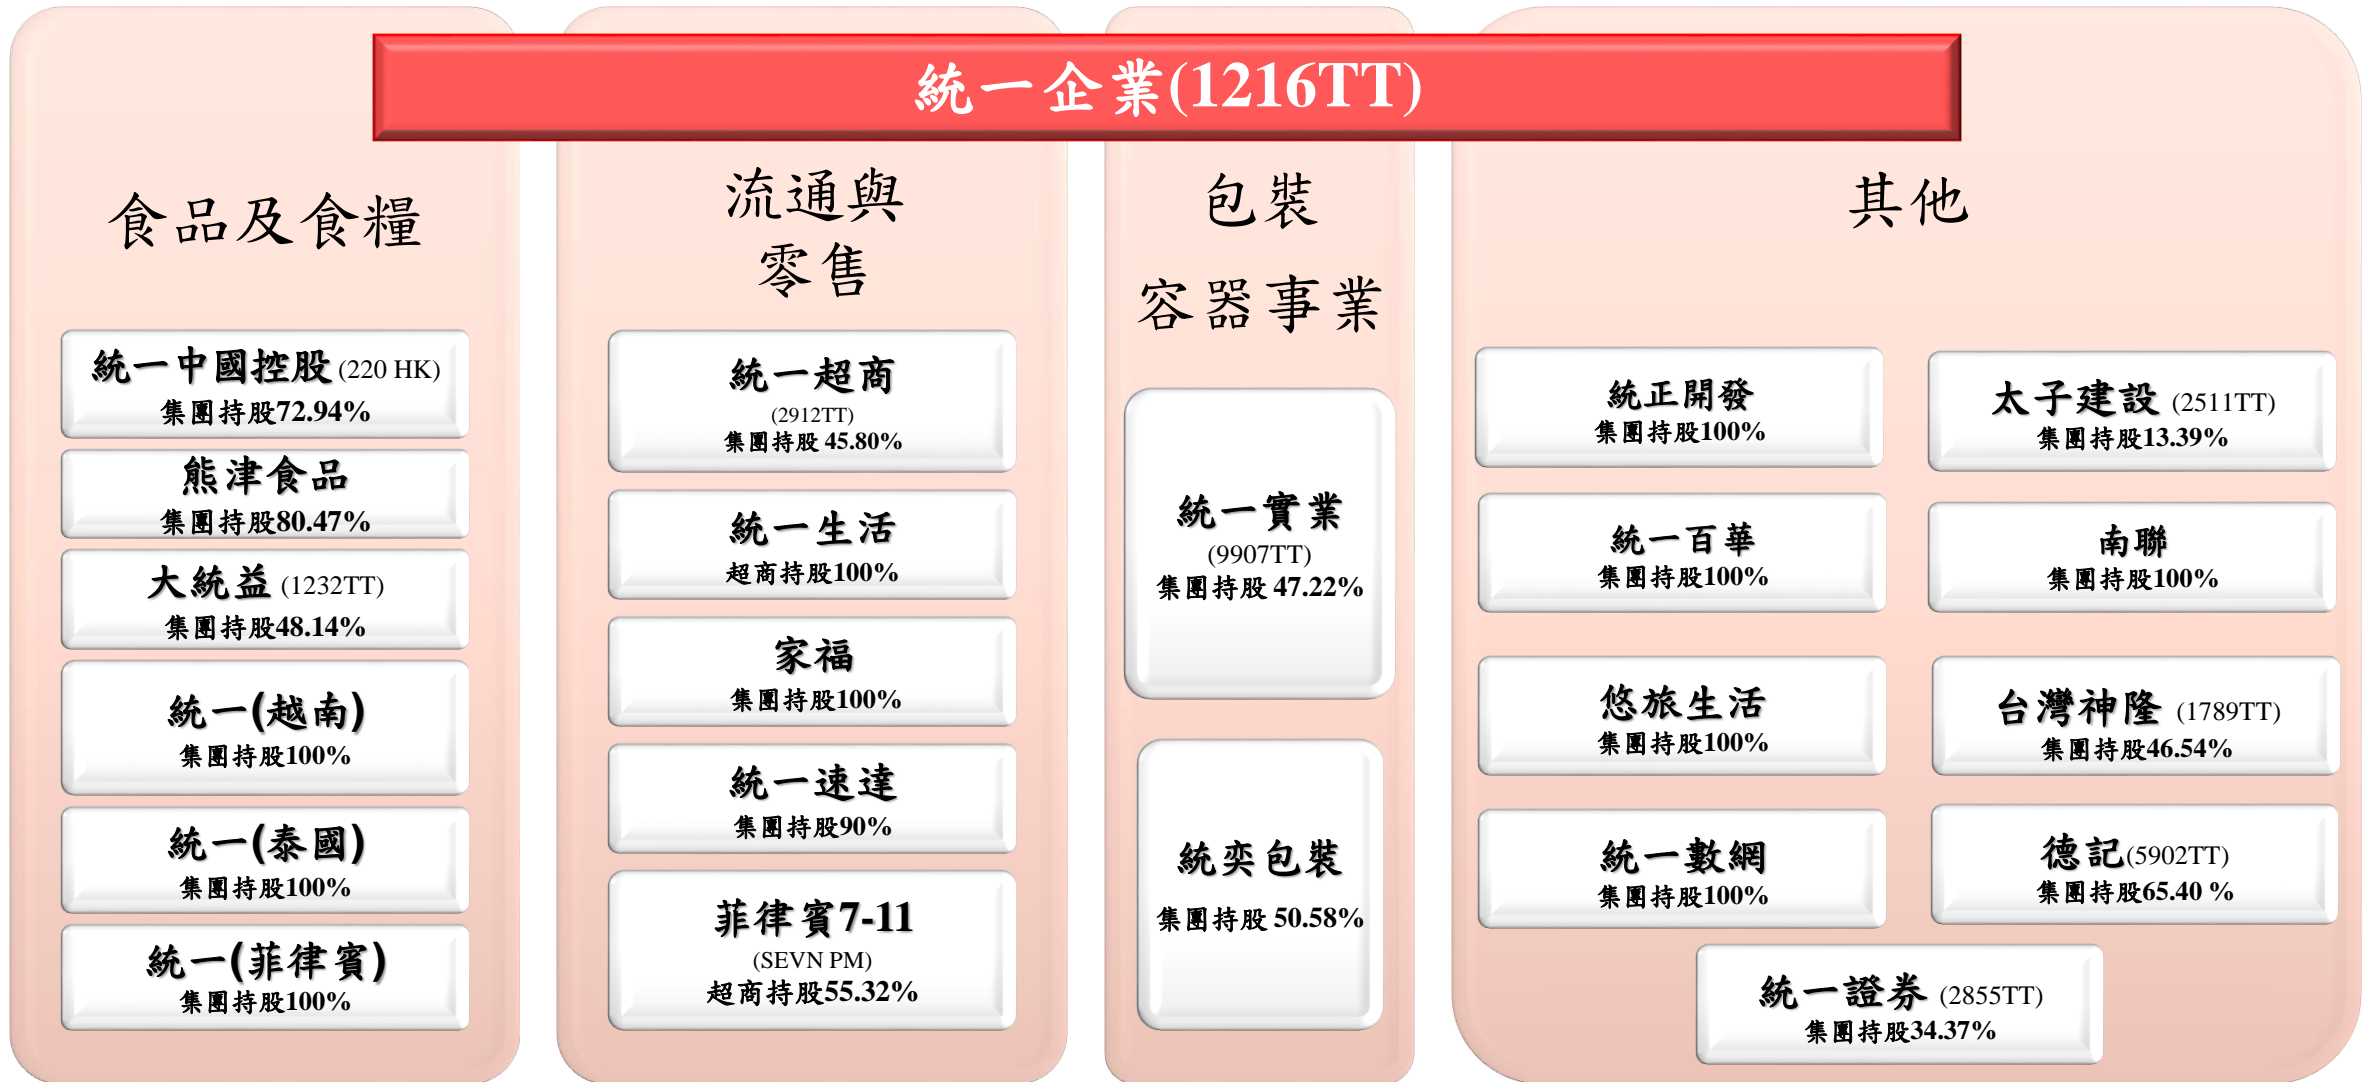 統一企業(1216TT)
食品及食糧
統一中國控股 (220 HK)
集團持股72.94%
熊津食品
集團持股80.47%
大統益 (1232TT)
集團持股48.14%
統一(越南)
集團持股100%
統一(泰國)
集團持股100%
統一(菲律賓)
集團持股100%
流通與
零售
統一超商
(2912TT)
集團持股 45.80%
統一生活
超商持股100%
家福
集團持股100%
統一速達
集團持股90%
菲律賓7-11
(SEVN PM)
超商持股55.32%
包裝
容器事業
統一實業
(9907TT)
集團持股 47.22%
統奕包裝
集團持股 50.58%
其他
統正開發
集團持股100%
太子建設 (2511TT)
集團持股13.39%
統一百華
集團持股100%
南聯
集團持股100%
悠旅生活
集團持股100%
台灣神隆 (1789TT)
集團持股46.54%
統一數網
集團持股100%
德記(5902TT)
集團持股65.40 %
統一證券 (2855TT)
集團持股34.37%